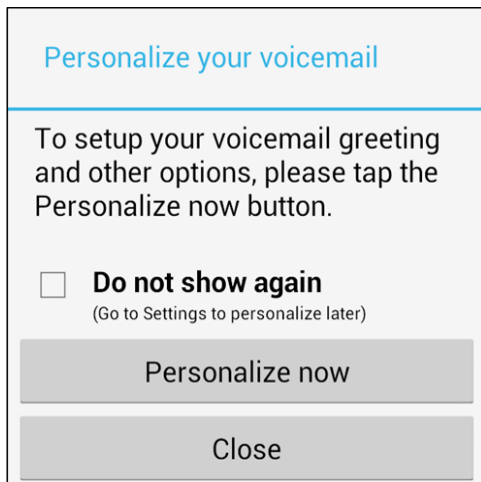 Personalize your voicemail
To setup your voicemail greeting
and other options, please tap the
Personalize now button.
Do not show again
(Go to Settings to personalize later)
Personalize now
Close